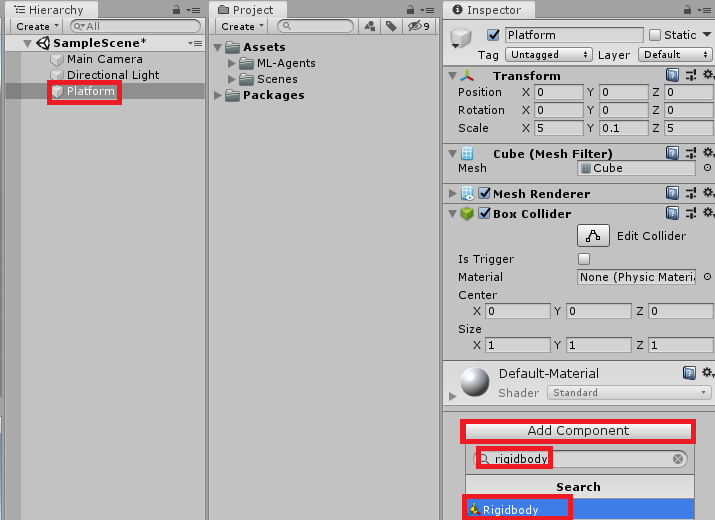 Hierarchy
Create All
SampleScene*
Main Camera
Directional Light
Platform
Project
Create 9
Assets
ML-Agents
Scenes
Packages
Inspector
Platform Static
Tag Untagged Layer Default
Transform
Position X 0 Y 0 Z 0
Rotation X 0 Y 0 Z 0
Scale X 5 Y 0.1 Z 5
Cube (Mesh Filter)
Mesh Cube
Mesh Renderer
Box Collider
Edit Collider
Is Trigger
Material None (Physic Materi
Center
X 0 Y 0 Z 0
Size
X 1 Y 1 Z 1
Default-Material
Shader Standard
Add Component
rigidbody
Search
Rigidbody